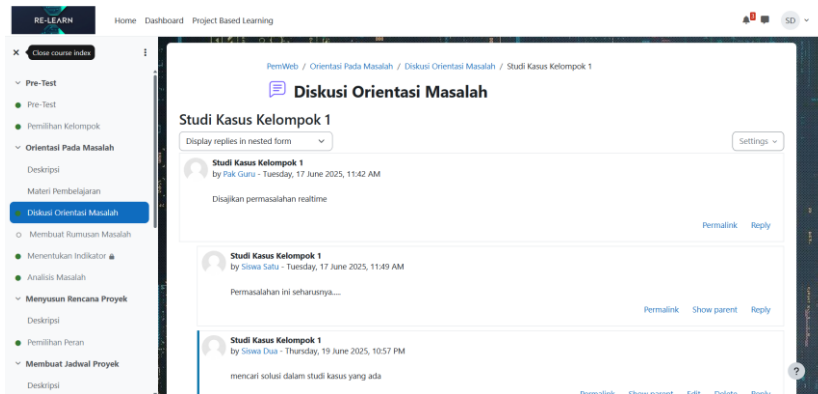 RE-LEARN
Home Dashboard Project Based Learning
SD
Close course index
Pre-Test
Pre-Test
Pemilihan Kelompok
Orientasi Pada Masalah
Deskripsi
Materi Pembelajaran
Diskusi Orientasi Masalah
Membuat Rumusan Masalah
Menentukan Indikator
Analisis Masalah
Menyusun Rencana Proyek
Deskripsi
Pemilihan Peran
Membuat Jadwal Proyek
Deskripsi
PemWeb / Orientasi Pada Masalah / Diskusi Orientasi Masalah / Studi Kasus Kelompok 1
Diskusi Orientasi Masalah
Studi Kasus Kelompok 1
Display replies in nested form
Settings
Studi Kasus Kelompok 1
by Pak Guru - Tuesday, 17 June 2025, 11:42 AM
Disajikan permasalahan realtime
Permalink Reply
Studi Kasus Kelompok 1
by Siswa Satu - Tuesday, 17 June 2025, 11:49 AM
Permasalahan ini seharusnya.....
Permalink Show parent Reply
Studi Kasus Kelompok 1
by Siswa Dua - Thursday, 19 June 2025, 10:57 PM
mencari solusi dalam studi kasus yang ada
Permalink Show parent Edit Delete Reply
?